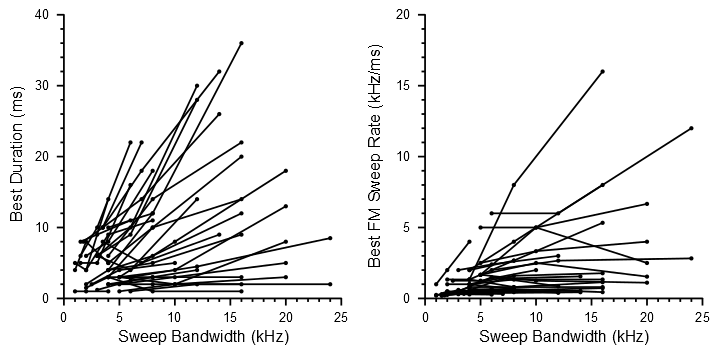 40
30
20
10
0
Best Duration (ms)
0 5 10 15 20 25
Sweep Bandwidth (kHz)
20
15
10
5
0
Best FM Sweep Rate (kHz/ms)
0 5 10 15 20 25
Sweep Bandwidth (kHz)